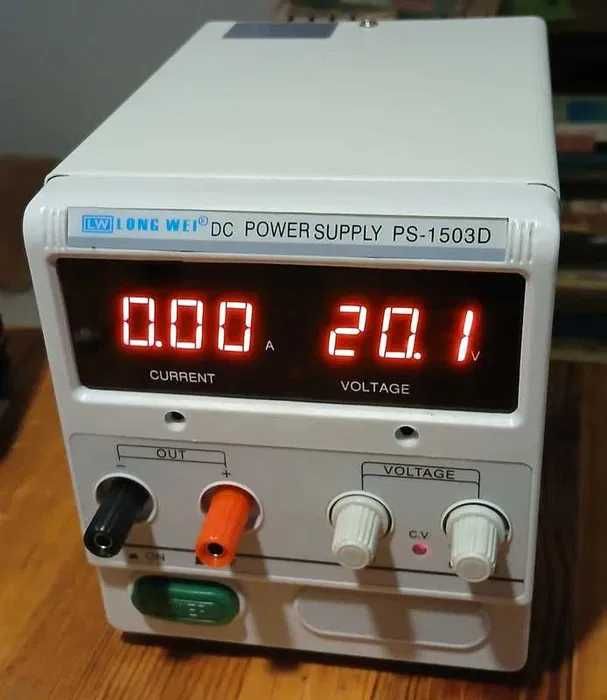 LW LONG WEI® DC POWER SUPPLY PS-1503D
0.00 A 20.1 V
CURRENT VOLTAGE
OUT VOLTAGE
- +
C.V
ON